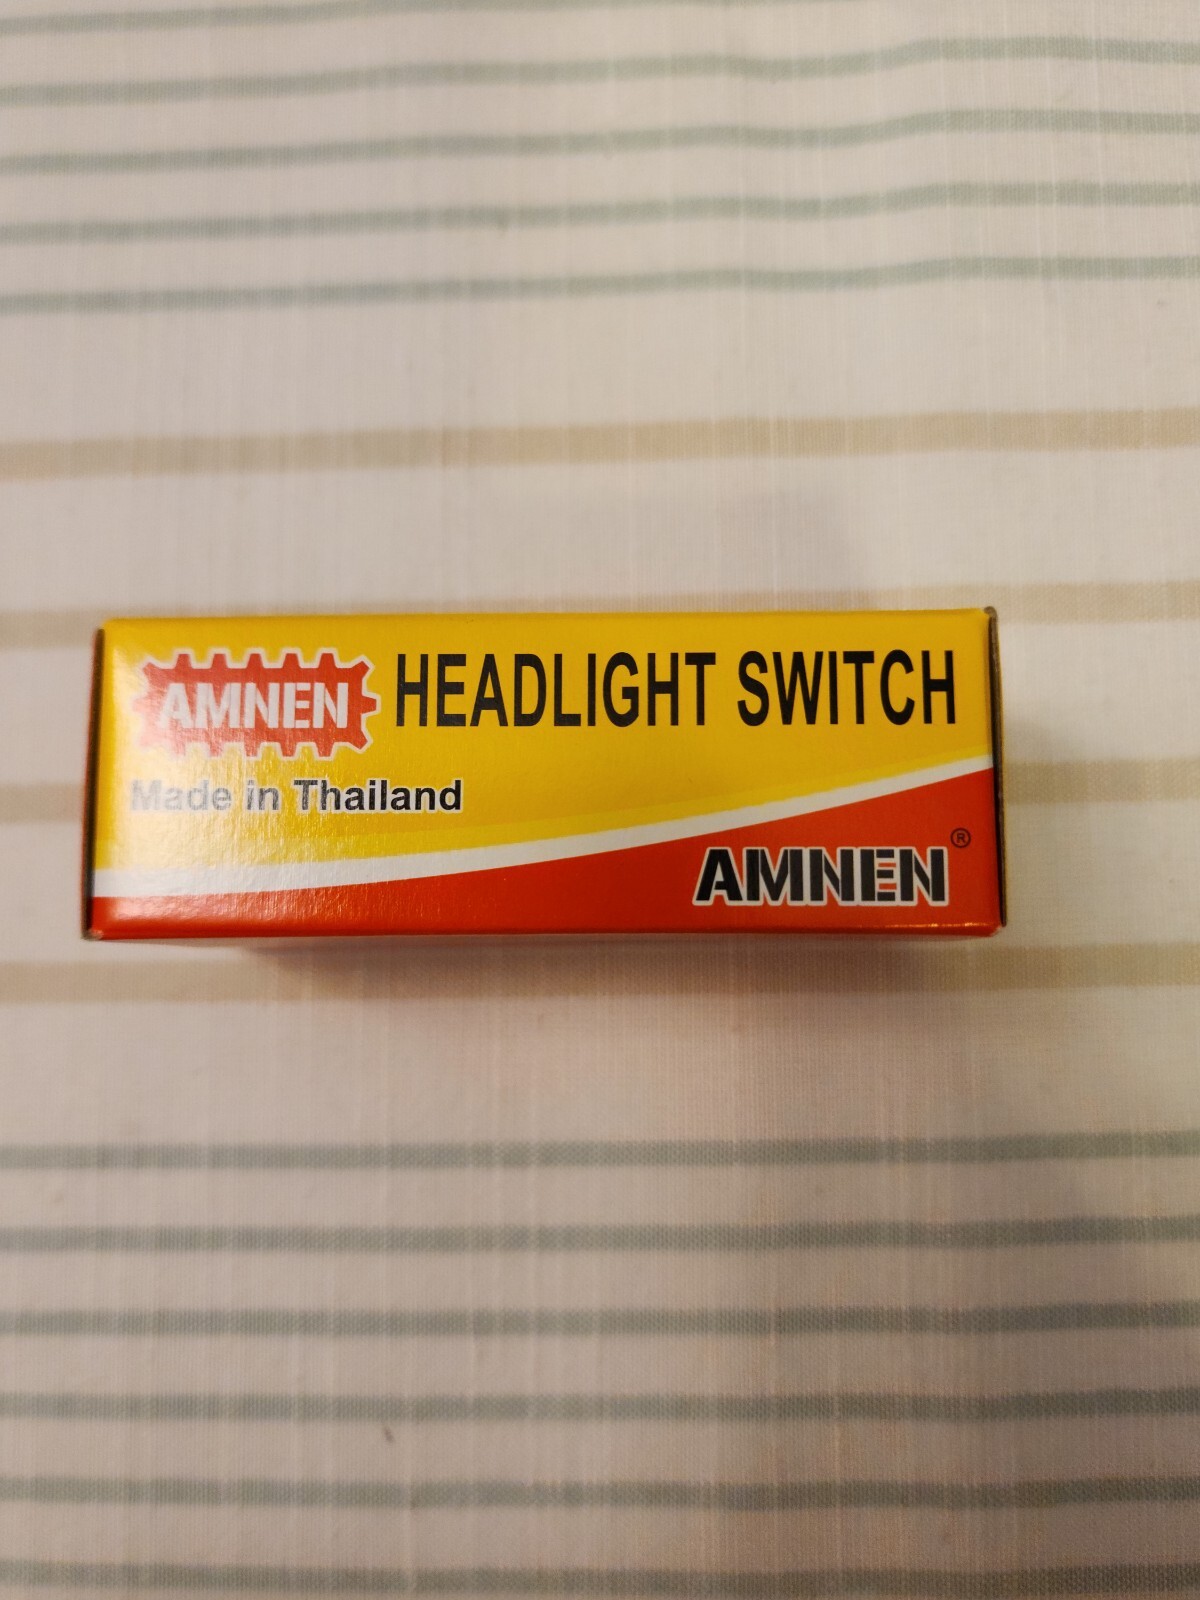 AMNEN HEADLIGHT SWITCH
Made in Thailand
AMNEN®